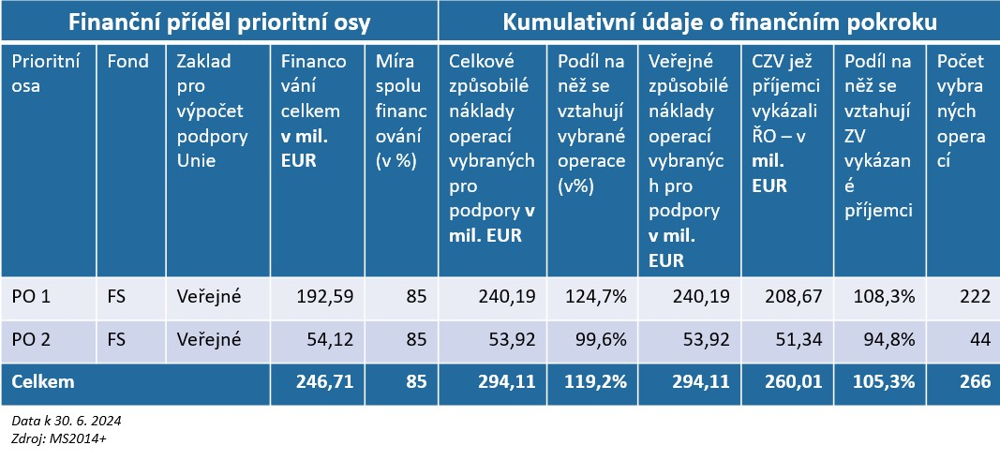 Finanční příděl prioritní osy
Kumulativní údaje o finančním pokroku
Prioritní
osa
Fond
Zaklad
pro
výpočet
podpory
Unie
Financo
vání
celkem
v mil.
EUR
Míra
spolu
financ
ování
(v %)
Celkové
způsobilé
náklady
operací
vybraných
pro
podpory v
mil. EUR
Podíl na
něž se
vztahují
vybrané
operace
(v%)
Veřejné
způsobilé
náklady
operací
vybranýc
h pro
podpory
v mil.
EUR
CZV jež
příjemci
vykázali
ŘO – v
mil.
EUR
Podíl na
něž se
vztahují
ZV
vykázan
é
příjemci
Počet
vybra
ných
opera
cí
PO 1 FS Veřejné 192,59 85 240,19 124,7% 240,19 208,67 108,3% 222
PO 2 FS Veřejné 54,12 85 53,92 99,6% 53,92 51,34 94,8% 44
Celkem 246,71 85 294,11 119,2% 294,11 260,01 105,3% 266
Data k 30. 6. 2024
Zdroj: MS2014+